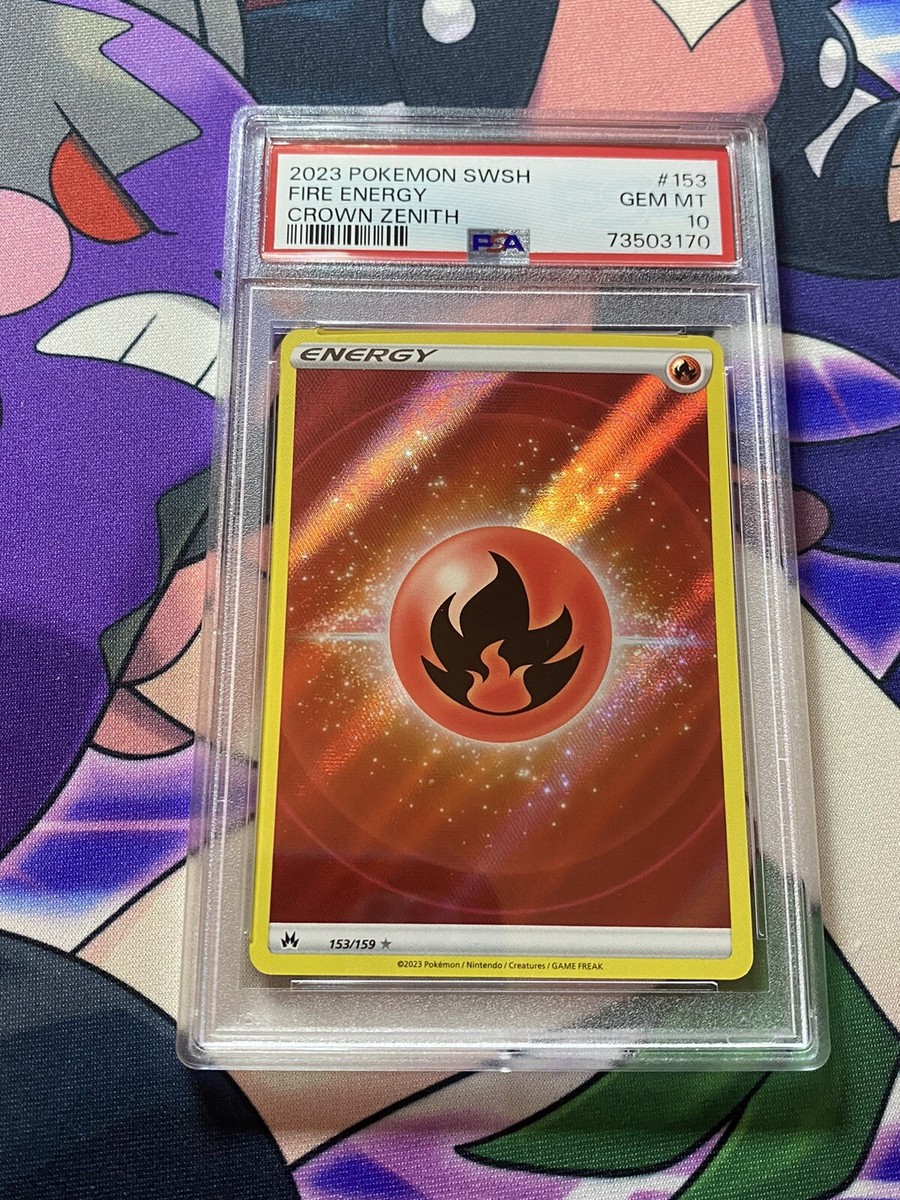 2023 POKEMON SWSH #153
FIRE ENERGY GEM MT
CROWN ZENITH 10
PSA 73503170
ENERGY
153/159
©2023 Pokémon / Nintendo / Creatures / GAME FREAK